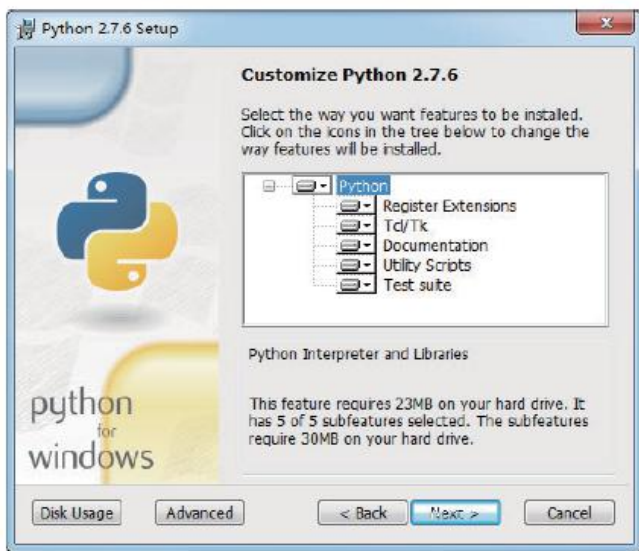 Python 2.7.6 Setup
Customize Python 2.7.6
Select the way you want features to be installed.
Click on the icons in the tree below to change the
way features will be installed.
Python
Register Extensions
Tcl/Tk
Documentation
Utility Scripts
Test suite
Python Interpreter and Libraries
This feature requires 23MB on your hard drive. It
has 5 of 5 subfeatures selected. The subfeatures
require 30MB on your hard drive.
python
for
windows
Disk Usage
Advanced
< Back
Next >
Cancel